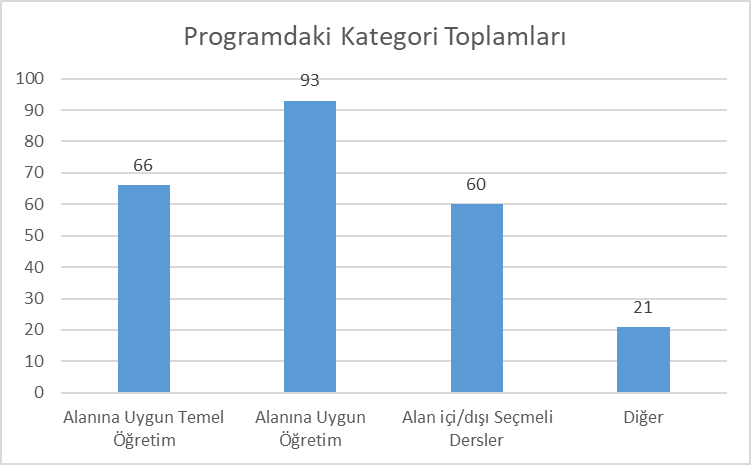 Programdaki Kategori Toplamları
100
90
80
70
60
50
40
30
20
10
0
66
93
60
21
Alanına Uygun Temel
Öğretim
Alanına Uygun
Öğretim
Alan içi/dışı Seçmeli
Dersler
Diğer